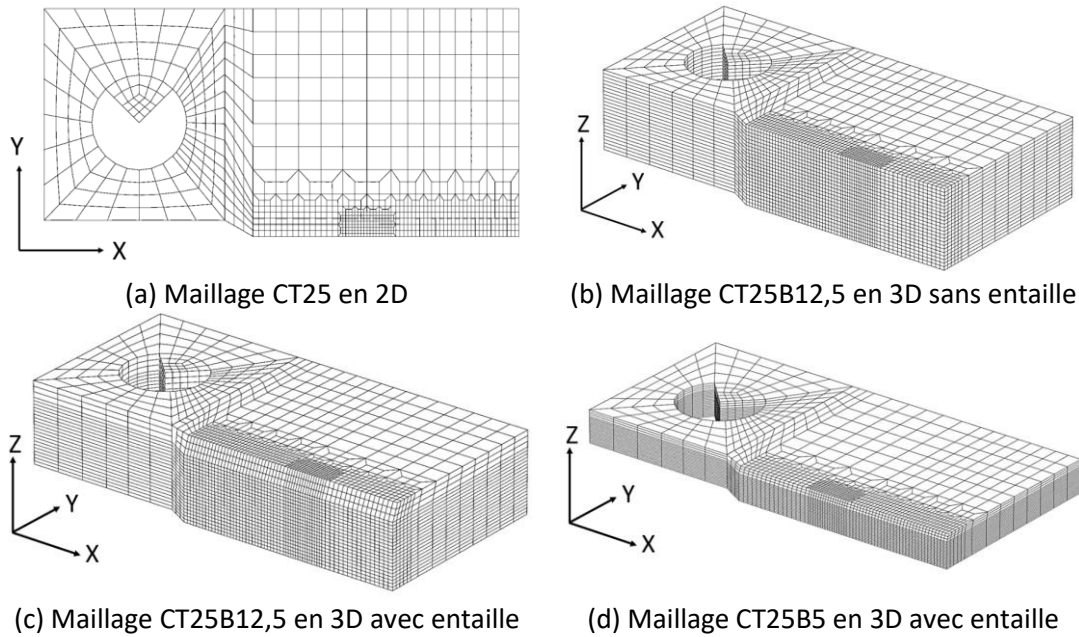 Y
X
(a) Maillage CT25 en 2D
Z
Y
X
(b) Maillage CT25B12,5 en 3D sans entaille
Z
Y
X
(c) Maillage CT25B12,5 en 3D avec entaille
Z
Y
X
(d) Maillage CT25B5 en 3D avec entaille